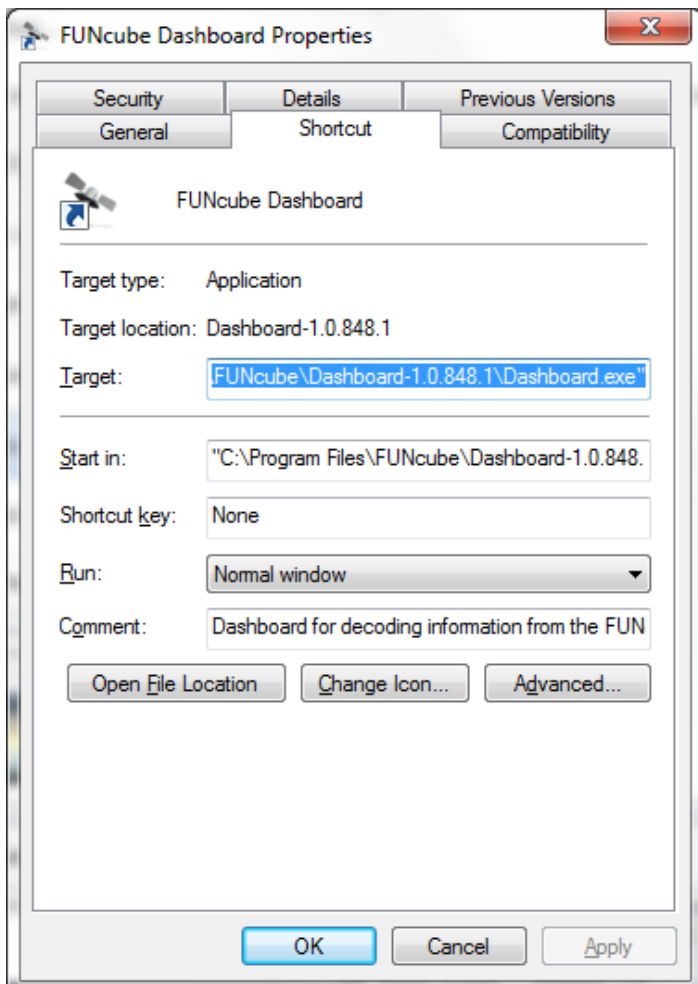 FUNcube Dashboard Properties
Security Details Previous Versions
General Shortcut Compatibility
FUNcube Dashboard
Target type: Application
Target location: Dashboard-1.0.848.1
Target: .FUNcube\Dashboard-1.0.848.1\Dashboard.exe"
Start in: "C:\Program Files\FUNcube\Dashboard-1.0.848.
Shortcut key: None
Run: Normal window
Comment: Dashboard for decoding information from the FUN
Open File Location Change Icon... Advanced...
OK Cancel Apply